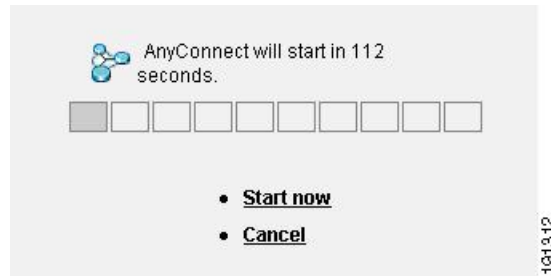 AnyConnect will start in 112
seconds.
• Start now
• Cancel
191312